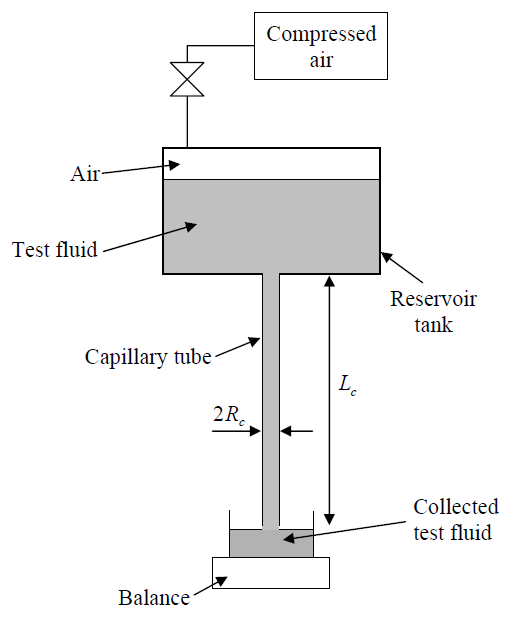 Compressed
air
Air
Test fluid
Reservoir
tank
Capillary tube
L_c
2R_c
Collected
test fluid
Balance